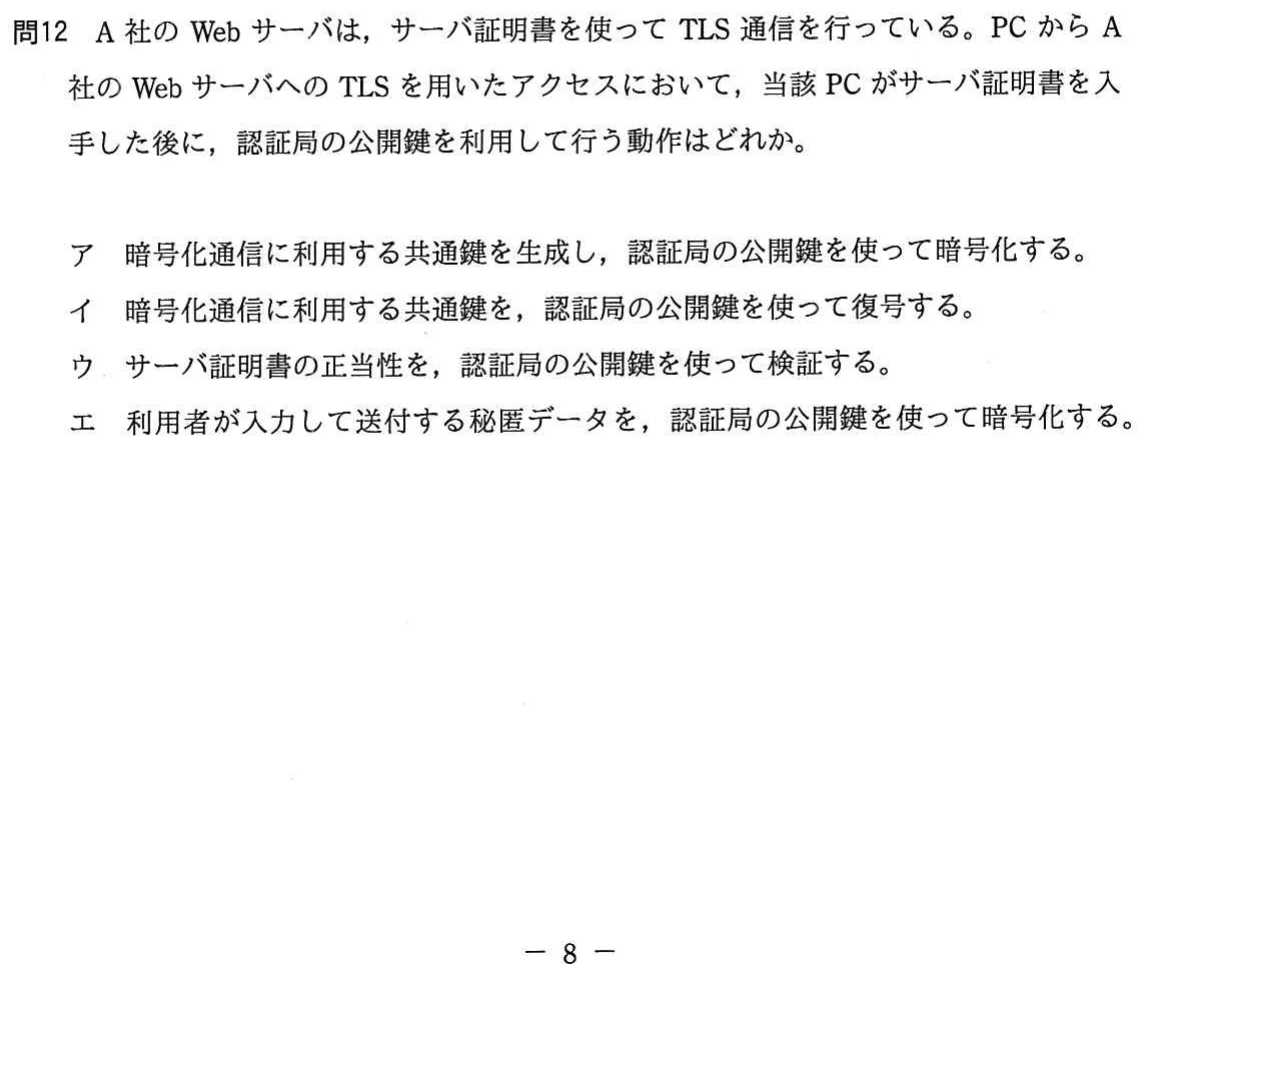 問12 A 社の Web サーバは，サーバ証明書を使って TLS 通信を行っている。PC から A
社の Web サーバへの TLS を用いたアクセスにおいて，当該 PC がサーバ証明書を入
手した後に，認証局の公開鍵を利用して行う動作はどれか。
ア 暗号化通信に利用する共通鍵を生成し，認証局の公開鍵を使って暗号化する。
イ 暗号化通信に利用する共通鍵を，認証局の公開鍵を使って復号する。
ウ サーバ証明書の正当性を，認証局の公開鍵を使って検証する。
エ 利用者が入力して送付する秘匿データを，認証局の公開鍵を使って暗号化する。
－ 8 －